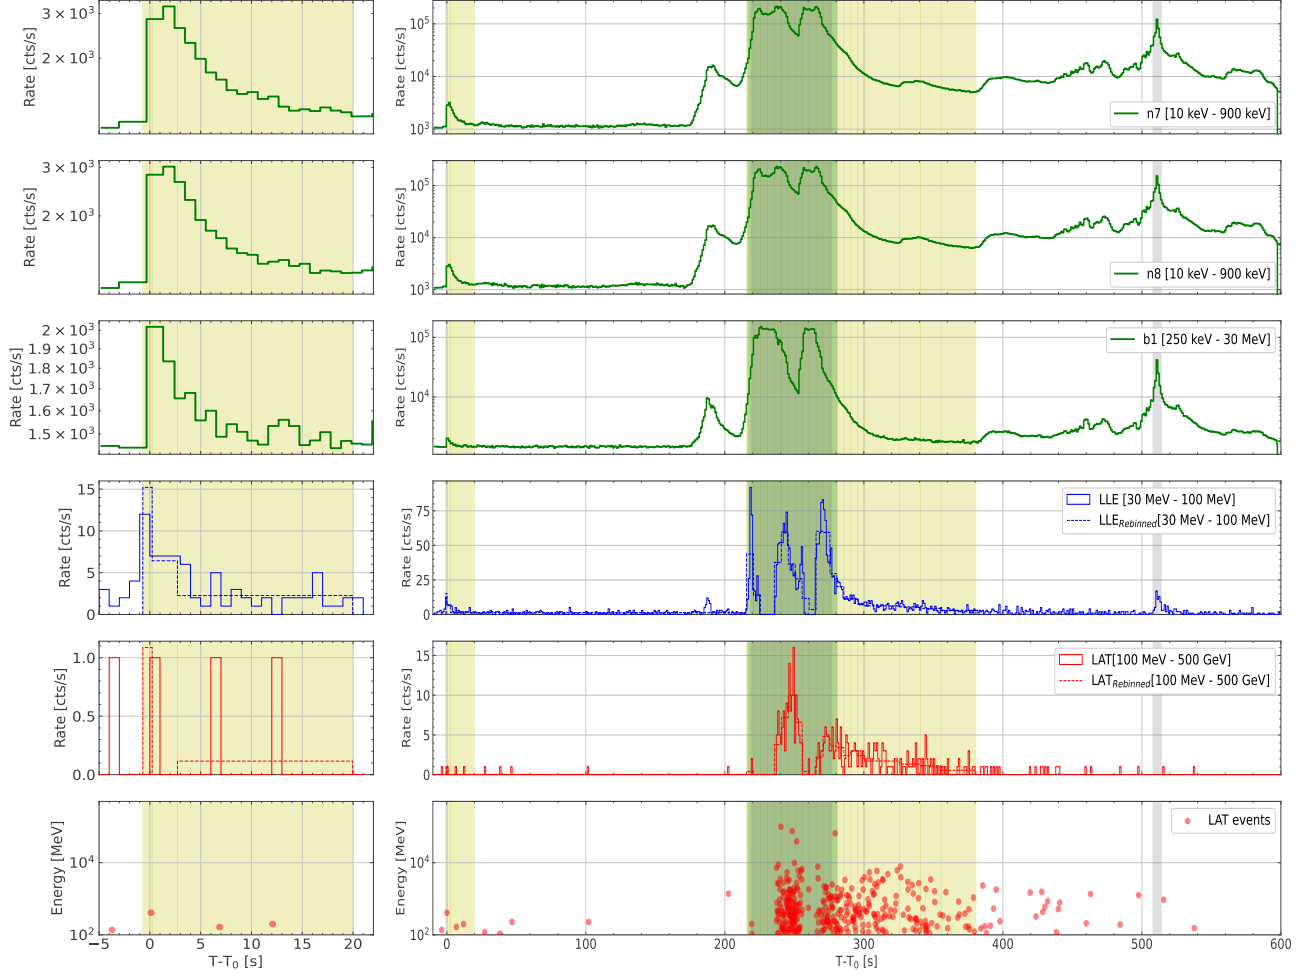 Rate [cts/s]
3 × 10³
2 × 10³
Rate [cts/s]
10⁵
10⁴
10³
n7 [10 keV - 900 keV]
Rate [cts/s]
3 × 10³
2 × 10³
Rate [cts/s]
10⁵
10⁴
10³
n8 [10 keV - 900 keV]
Rate [cts/s]
2 × 10³
1.9 × 10³
1.8 × 10³
1.7 × 10³
1.6 × 10³
1.5 × 10³
Rate [cts/s]
10⁵
10⁴
b1 [250 keV - 30 MeV]
Rate [cts/s]
15
10
5
0
Rate [cts/s]
75
50
25
0
LLE [30 MeV - 100 MeV]
LLE_Rebinned[30 MeV - 100 MeV]
Rate [cts/s]
1.0
0.5
0.0
Rate [cts/s]
15
10
5
0
LAT[100 MeV - 500 GeV]
LAT_Rebinned[100 MeV - 500 GeV]
Energy [MeV]
10⁴
10²
−5 0 5 10 15 20
T-T₀ [s]
Energy [MeV]
10⁴
10²
LAT events
0 100 200 300 400 500 600
T-T₀ [s]